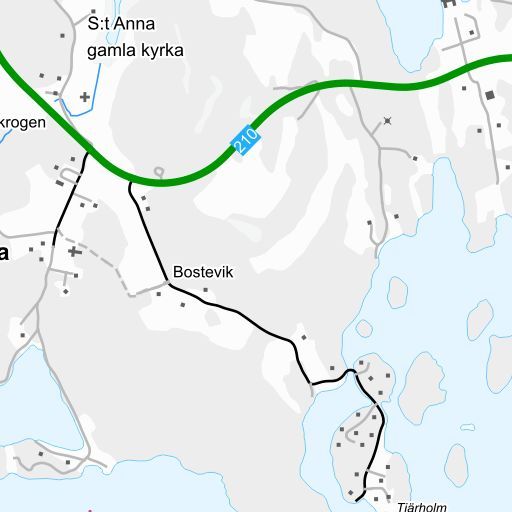 S:t Anna
gamla kyrka
krogen
210
a
Bostevik
Tjärholm